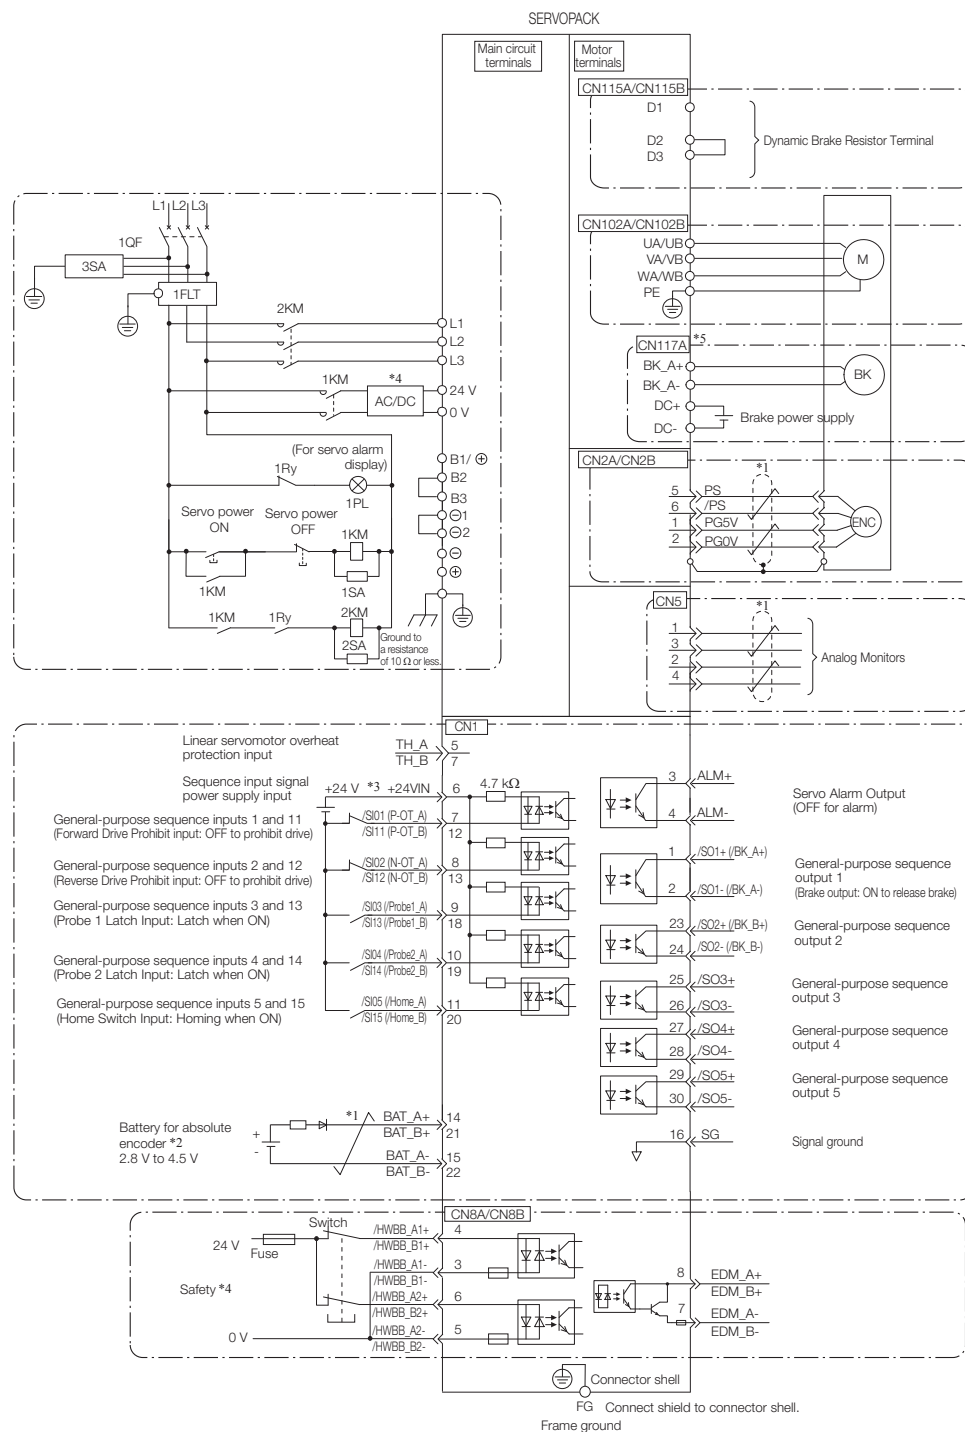 SERVOPACK
Main circuit
terminals
Motor
terminals
CN115A/CN115B
D1
D2
D3
Dynamic Brake Resistor Terminal
L1 L2 L3
1QF
3SA
1FLT
2KM
L1
L2
L3
1KM
*4
AC/DC
24 V
0 V
(For servo alarm
display)
1Ry
1PL
B1/ ⊕
B2
B3
⊖1
⊖2
⊖
⊕
Servo power
ON
Servo power
OFF
1KM
1KM
1SA
1KM
1Ry
2KM
2SA
Ground to
a resistance
of 10 Ω or less.
CN102A/CN102B
UA/UB
VA/VB
WA/WB
PE
M
CN117A
*5
BK_A+
BK_A-
BK
DC+
DC-
Brake power supply
CN2A/CN2B
*1
5 PS
6 /PS
1 PG5V
2 PG0V
ENC
CN5
*1
1
3
2
4
Analog Monitors
CN1
Linear servomotor overheat
protection input
TH_A 5
TH_B 7
Sequence input signal
power supply input
+24 V *3 +24VIN 6
4.7 kΩ
General-purpose sequence inputs 1 and 11
(Forward Drive Prohibit input: OFF to prohibit drive)
/SI01 (P-OT_A) 7
/SI11 (P-OT_B) 12
General-purpose sequence inputs 2 and 12
(Reverse Drive Prohibit input: OFF to prohibit drive)
/SI02 (N-OT_A) 8
/SI12 (N-OT_B) 13
General-purpose sequence inputs 3 and 13
(Probe 1 Latch Input: Latch when ON)
/SI03 (/Probe1_A) 9
/SI13 (/Probe1_B) 18
General-purpose sequence inputs 4 and 14
(Probe 2 Latch Input: Latch when ON)
/SI04 (/Probe2_A) 10
/SI14 (/Probe2_B) 19
General-purpose sequence inputs 5 and 15
(Home Switch Input: Homing when ON)
/SI05 (/Home_A) 11
/SI15 (/Home_B) 20
3 ALM+
4 ALM-
Servo Alarm Output
(OFF for alarm)
1 /SO1+ (/BK_A+)
2 /SO1- (/BK_A-)
General-purpose sequence
output 1
(Brake output: ON to release brake)
23 /SO2+ (/BK_B+)
24 /SO2- (/BK_B-)
General-purpose sequence
output 2
25 /SO3+
26 /SO3-
General-purpose sequence
output 3
27 /SO4+
28 /SO4-
General-purpose sequence
output 4
29 /SO5+
30 /SO5-
General-purpose sequence
output 5
16 SG
Signal ground
Battery for absolute
encoder *2
2.8 V to 4.5 V
+
-
*1
BAT_A+ 14
BAT_B+ 21
BAT_A- 15
BAT_B- 22
CN8A/CN8B
Switch
24 V
Fuse
Safety *4
0 V
/HWBB_A1+ 4
/HWBB_B1+
/HWBB_A1- 3
/HWBB_B1-
/HWBB_A2+ 6
/HWBB_B2+
/HWBB_A2- 5
/HWBB_B2-
8 EDM_A+
EDM_B+
7 EDM_A-
EDM_B-
Connector shell
FG Connect shield to connector shell.
Frame ground